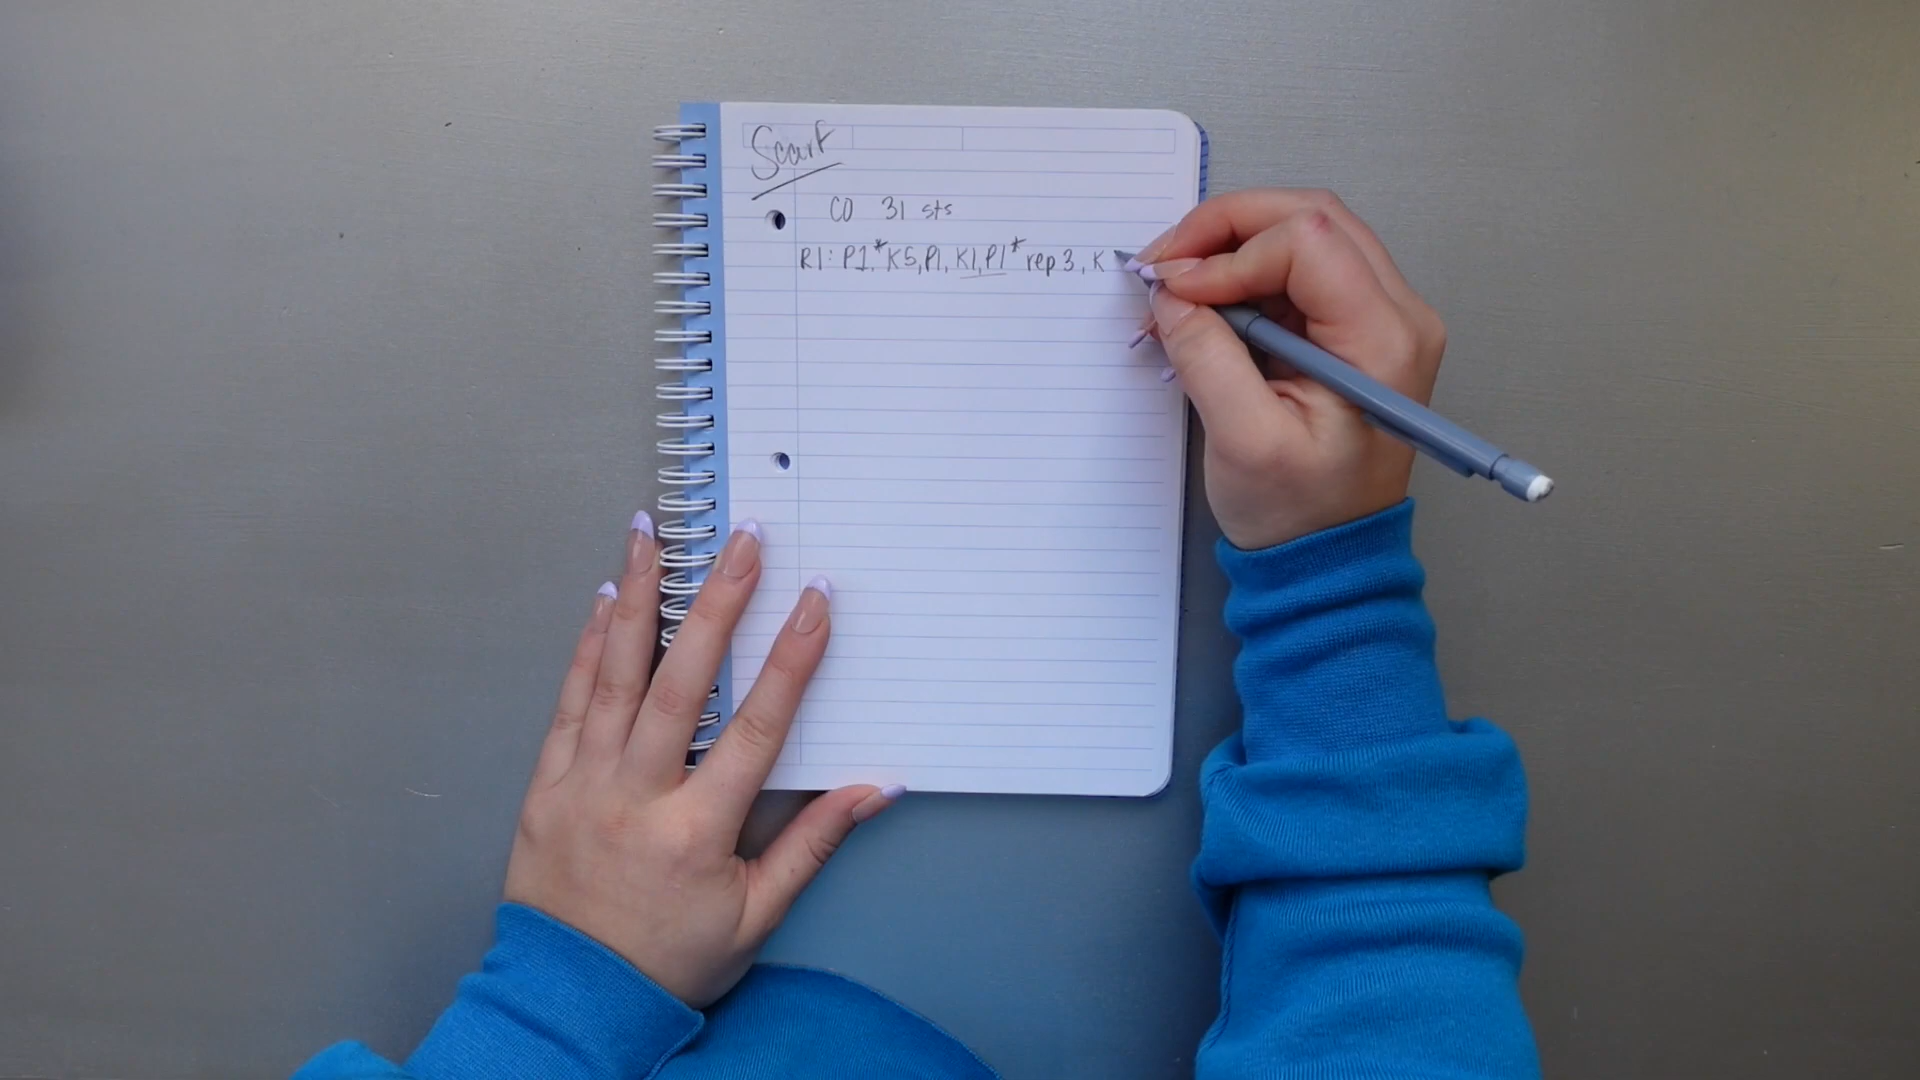 Scarf
CO 31 sts
R1: P1, *K5, P1, K1, P1* rep 3, K